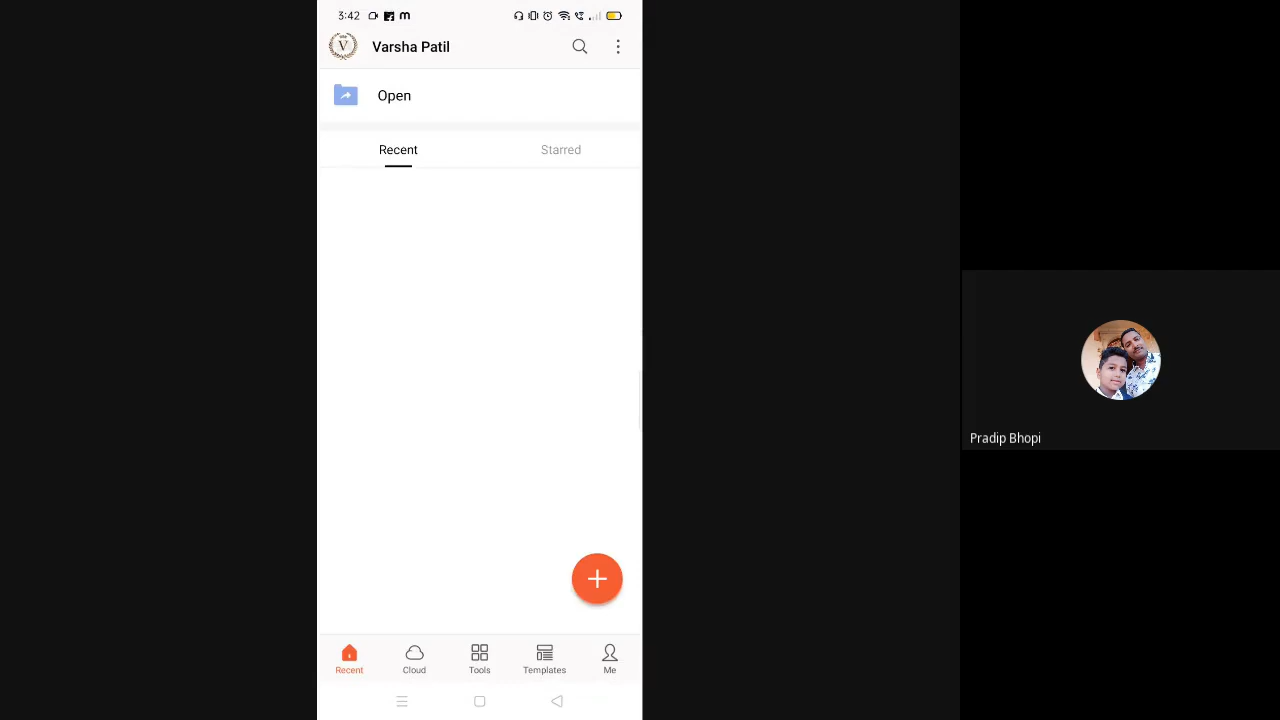 3:42
V
Varsha Patil
Open
Recent
Starred
Recent
Cloud
Tools
Templates
Me
Pradip Bhopi